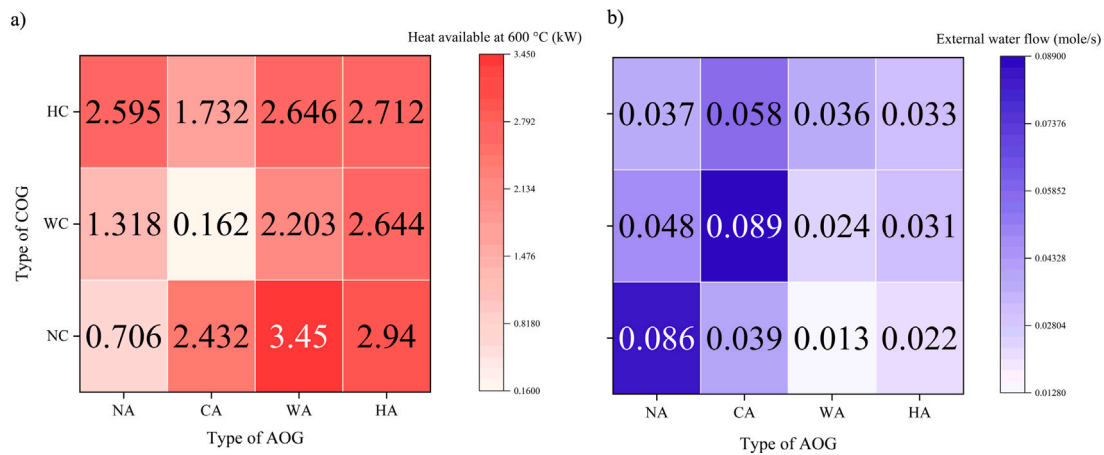 a)
Heat available at 600 °C (kW)
HC
2.595 1.732 2.646 2.712
WC
1.318 0.162 2.203 2.644
NC
0.706 2.432 3.45 2.94
NA CA WA HA
Type of COG
Type of AOG
3.450
2.792
2.134
1.476
0.8180
0.1600
b)
External water flow (mole/s)
0.037 0.058 0.036 0.033
0.048 0.089 0.024 0.031
0.086 0.039 0.013 0.022
NA CA WA HA
Type of AOG
0.08900
0.07376
0.05852
0.04328
0.02804
0.01280